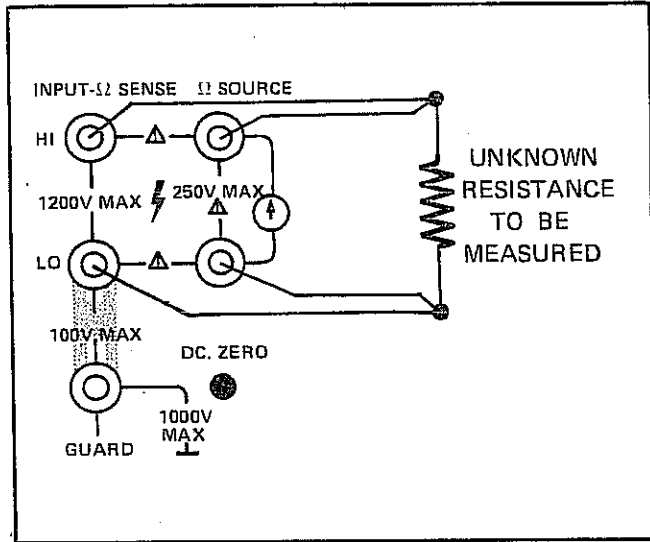 INPUT-Ω SENSE Ω SOURCE
HI
1200V MAX 250V MAX
LO
100V MAX
DC. ZERO
1000V
MAX
GUARD
UNKNOWN
RESISTANCE
TO BE
MEASURED